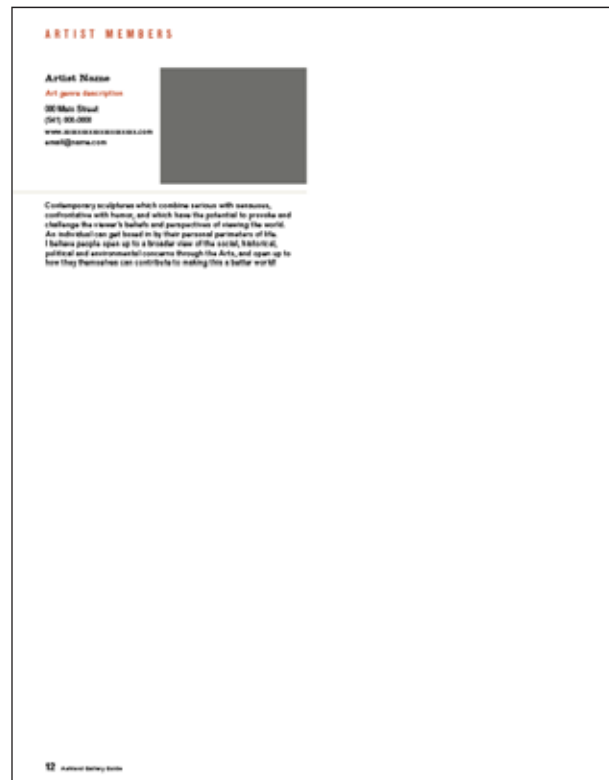 ARTIST MEMBERS
Artist Name
Art genre description
000 Main Street
(541) 000-0000
email@name.com
Contemporary sculptures which combine serious with sensuous,
confrontative with humor, and which have the potential to provoke and
challenge the viewer's beliefs and perspectives of viewing the world.
An individual can get boxed in by their personal perimeters of life.
I believe people open up to a broader view of the social, historical,
political and environmental concerns through the Arts, and open up to
how they themselves can contribute to making this a better world!
12 Ashland Gallery Guide